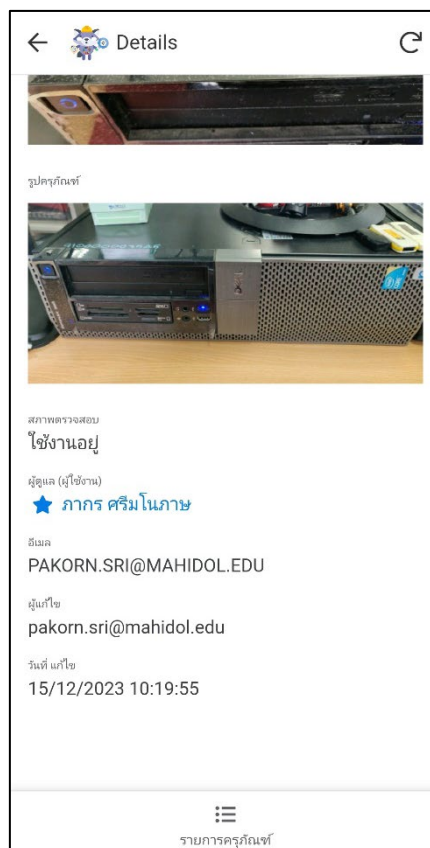 Details
รูปครุภัณฑ์
สภาพตรวจสอบ
ใช้งานอยู่
ผู้ดูแล (ผู้ใช้งาน)
ภากร ศรีมโนภาษ
อีเมล
PAKORN.SRI@MAHIDOL.EDU
ผู้แก้ไข
pakorn.sri@mahidol.edu
วันที่ แก้ไข
15/12/2023 10:19:55
รายการครุภัณฑ์